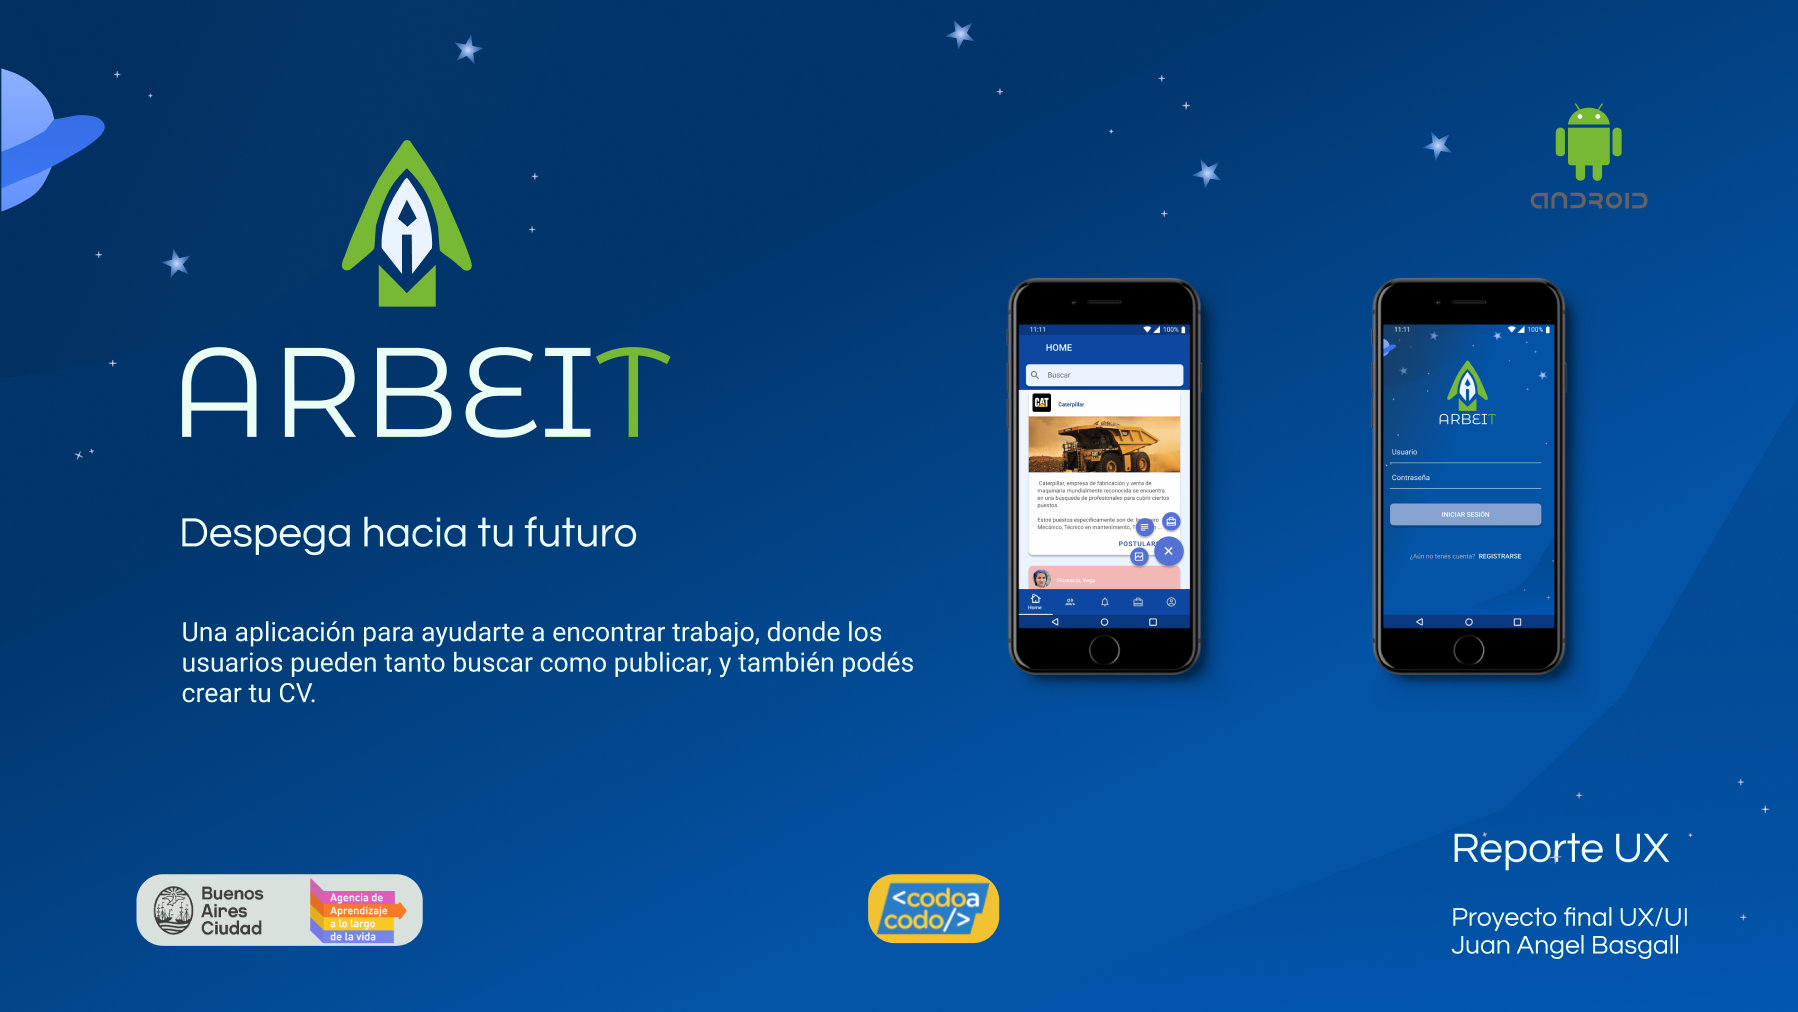 ANDROID
ARBEIT
Despega hacia tu futuro
Una aplicación para ayudarte a encontrar trabajo, donde los
usuarios pueden tanto buscar como publicar, y también podés
crear tu CV.
11:11
100%
HOME
Buscar
CAT
Caterpillar
Caterpillar, empresa de fabricación y venta de
maquinaria mundialmente reconocida se encuentra
en una búsqueda de profesionales para cubrir ciertos
puestos.
Estos puestos específicamente son de:
Mecánico, Técnico en mantenimiento,
POSTULAR
Florencia, Vega
Home
11:11
100%
ARBEIT
Usuario
Contraseña
INICIAR SESIÓN
¿Aún no tenés cuenta? REGISTRARSE
Buenos
Aires
Ciudad
Agencia de
Aprendizaje
a lo largo
de la vida
<codoa
codo/>
Reporte UX
Proyecto final UX/UI
Juan Angel Basgall